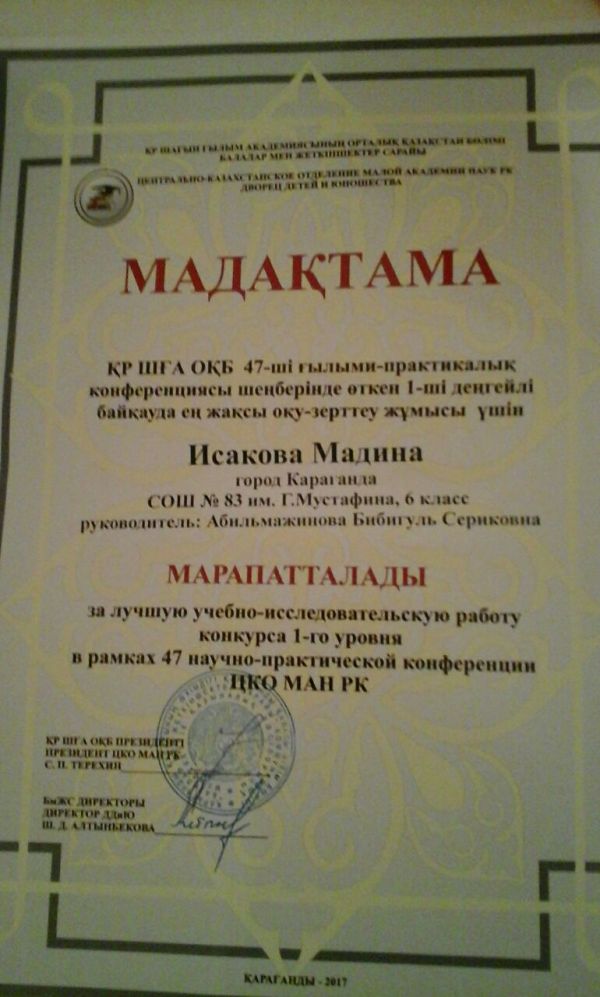 ҚР ШАҒЫН ҒЫЛЫМ АКАДЕМИЯСЫНЫҢ ОРТАЛЫҚ ҚАЗАҚСТАН БӨЛІМІ
БАЛАЛАР МЕН ЖЕТКІНШЕКТЕР САРАЙЫ
ЦЕНТРАЛЬНО-КАЗАХСТАНСКОЕ ОТДЕЛЕНИЕ МАЛОЙ АКАДЕМИИ НАУК РК
ДВОРЕЦ ДЕТЕЙ И ЮНОШЕСТВА
МАДАҚТАМА
ҚР ШҒА ОҚБ 47-ші ғылыми-практикалық
конференциясы шеңберінде өткен 1-ші деңгейлі
байқауда ең жақсы оқу-зерттеу жұмысы үшін
Исакова Мадина
город Караганда
СОШ № 83 им. Г.Мустафина, 6 класс
руководитель: Абильмажинова Бибигуль Сериковна
МАРАПАТТАЛАДЫ
за лучшую учебно-исследовательскую работу
конкурса 1-го уровня
в рамках 47 научно-практической конференции
ЦКО МАН РК
ҚР ШҒА ОҚБ ПРЕЗИДЕНТІ
ПРЕЗИДЕНТ ЦКО МАН РК
С. П. ТЕРЕХИН
БмЖС ДИРЕКТОРЫ
ДИРЕКТОР ДДиЮ
Ш. Д. АЛТЫНБЕКОВА
ҚАРАҒАНДЫ - 2017